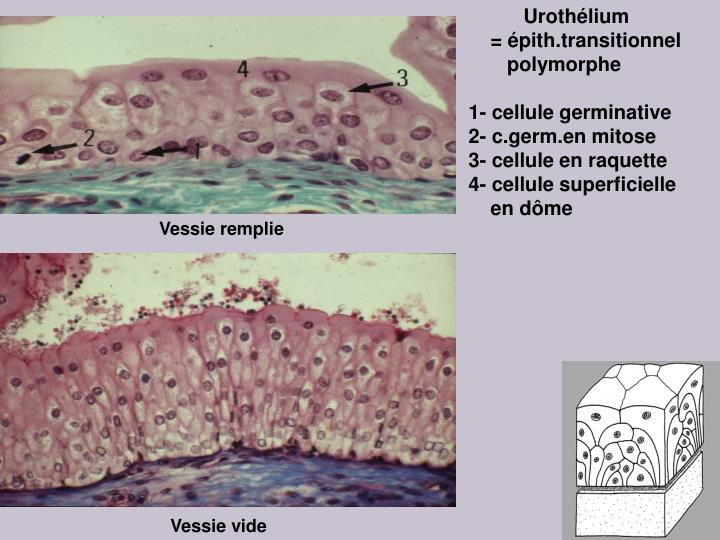 Urothélium
= épith.transitionnel
polymorphe
1- cellule germinative
2- c.germ.en mitose
3- cellule en raquette
4- cellule superficielle
en dôme
4
3
2
1
Vessie remplie
Vessie vide